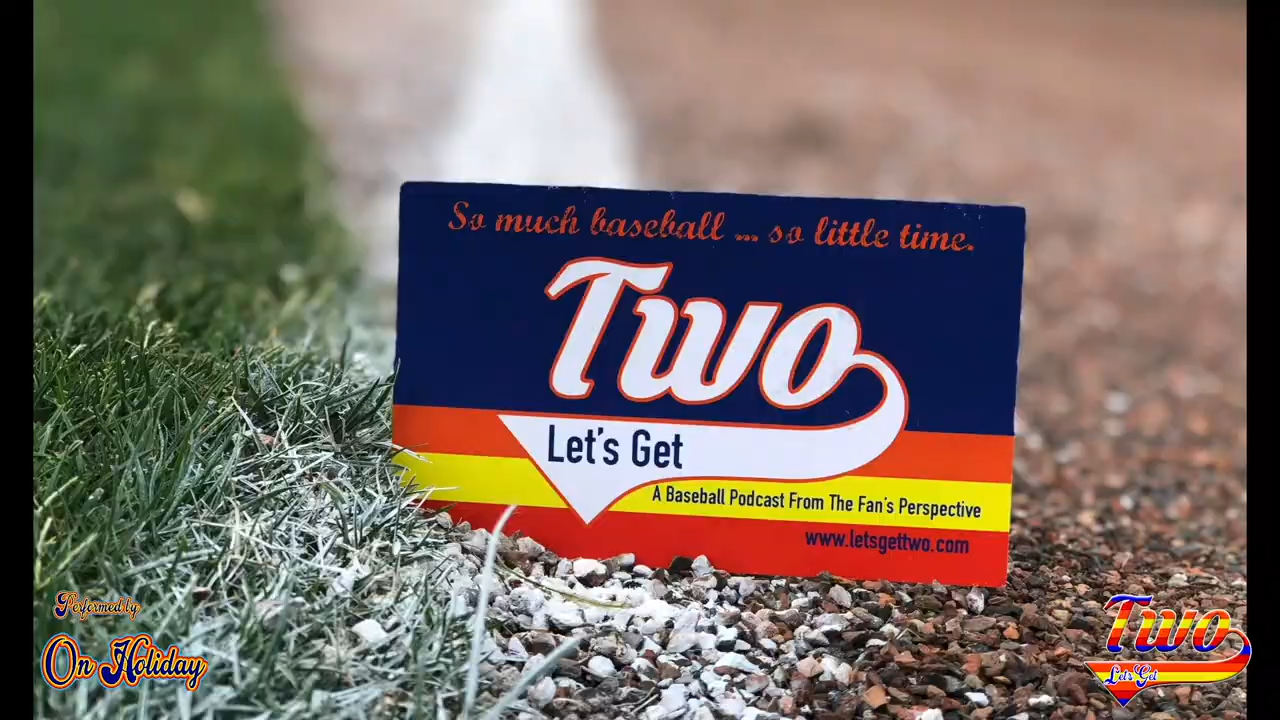 So much baseball ... so little time.
Two
Let's Get
A Baseball Podcast From The Fan's Perspective
www.letsgettwo.com
Performed by
On Holiday
Two
Let's Get